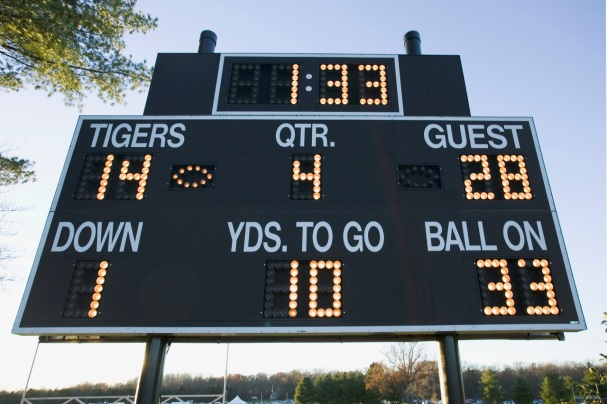 1:33
TIGERS QTR. GUEST
14 4 28
DOWN YDS. TO GO BALL ON
1 10 33